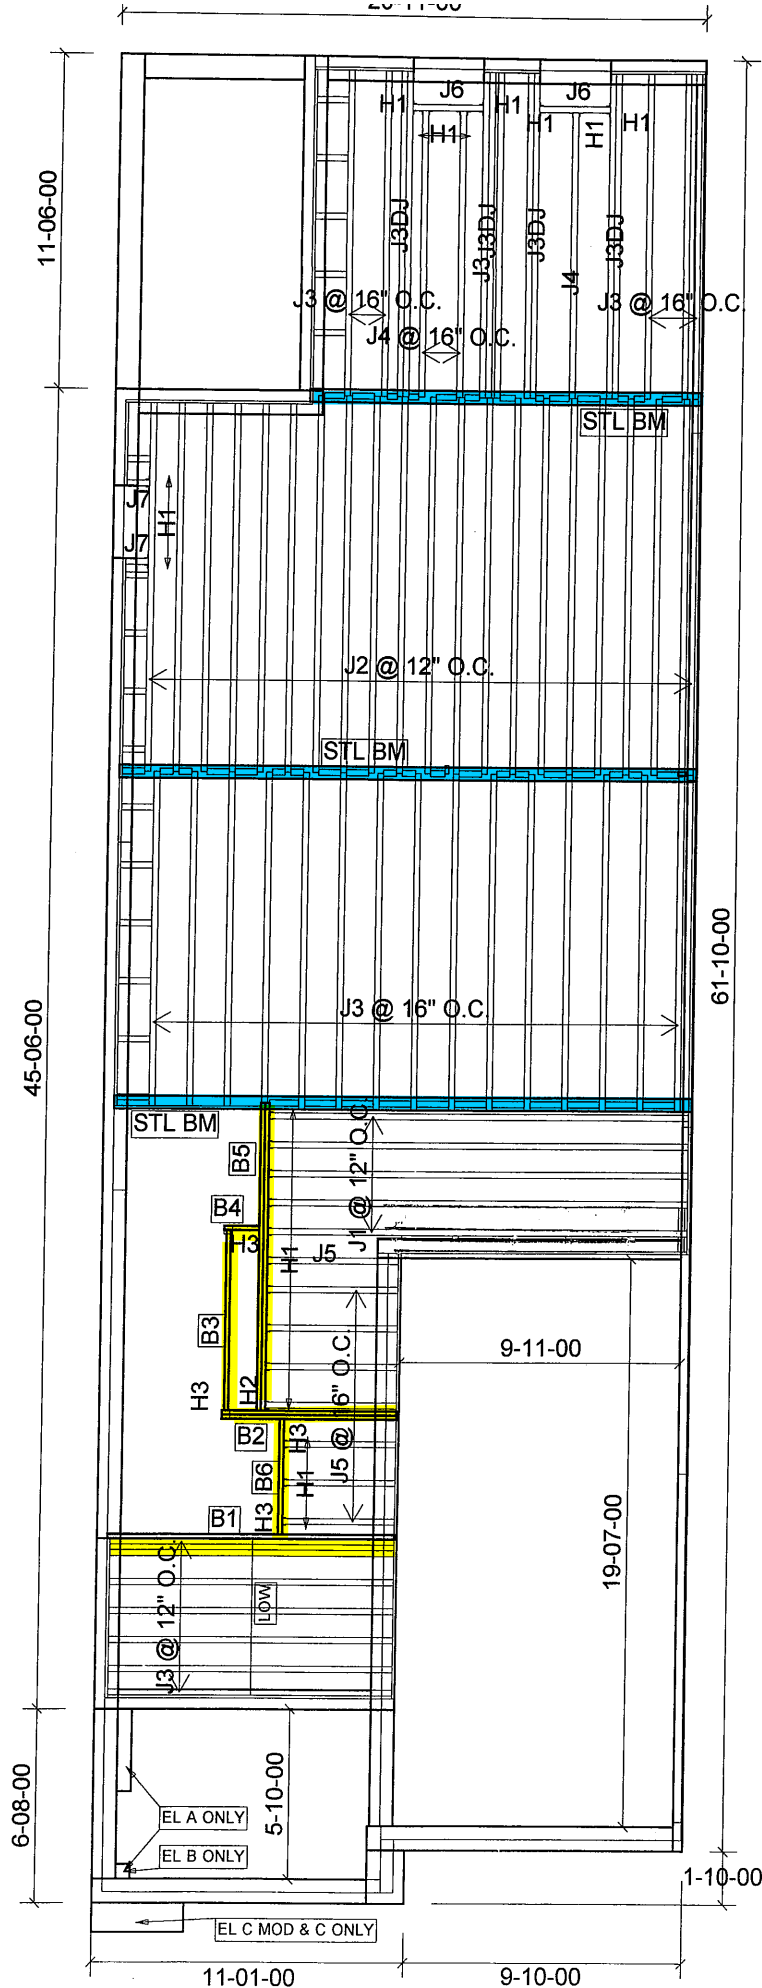 J6
J6
H1
H1
H1
H1
H1
H1
11-06-00
J3DJ
J3
J3DJ
J3DJ
J3DJ
J4
J3 @ 16" O.C.
J3 @ 16" O.C.
J4 @ 16" O.C.
STL BM
J7
H1
J7
J2 @ 12" O.C.
STL BM
61-10-00
J3 @ 16" O.C.
45-06-00
STL BM
B5
J1 @ 12" O.C.
B4
H3
H1
J5
B3
9-11-00
H3
H2
J5 @ 16" O.C.
B2
H3
B6
H1
B1
H3
19-07-00
J3 @ 12" O.C.
LOW
6-08-00
5-10-00
EL A ONLY
EL B ONLY
1-10-00
EL C MOD & C ONLY
11-01-00
9-10-00